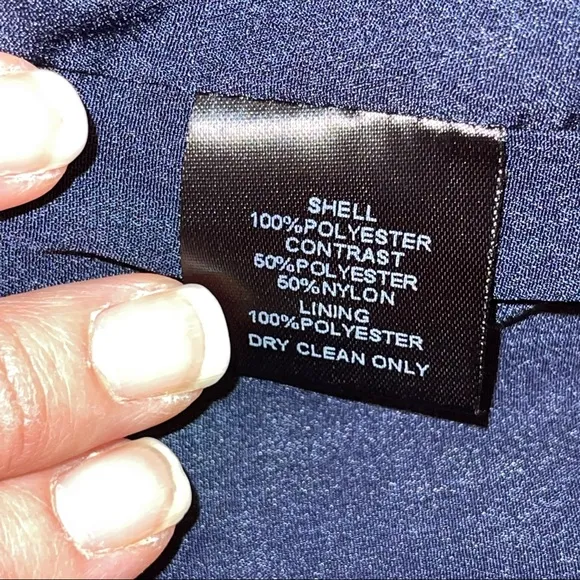 SHELL
100%POLYESTER
CONTRAST
50%POLYESTER
50%NYLON
LINING
100%POLYESTER
DRY CLEAN ONLY